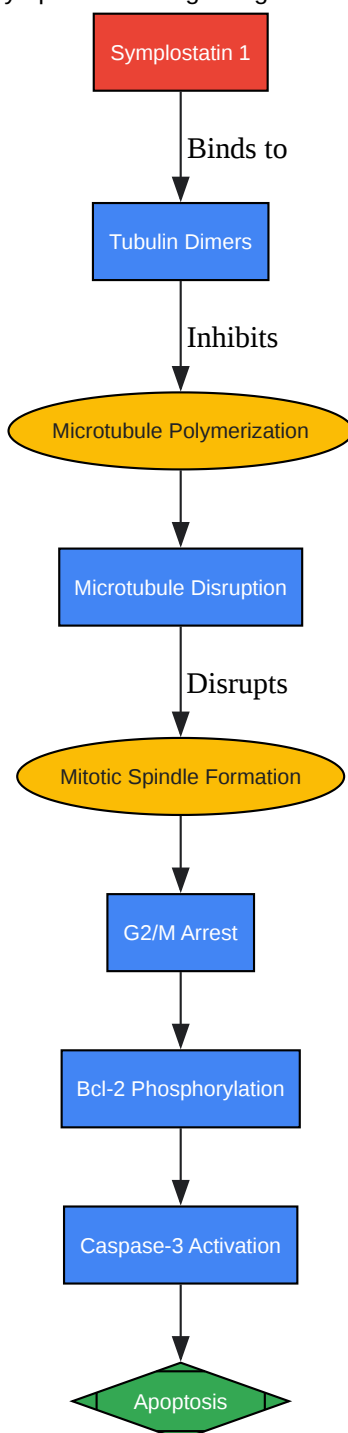 Symplostatin 1
Binds to
Tubulin Dimers
Inhibits
Microtubule Polymerization
Microtubule Disruption
Disrupts
Mitotic Spindle Formation
G2/M Arrest
Bcl-2 Phosphorylation
Caspase-3 Activation
Apoptosis